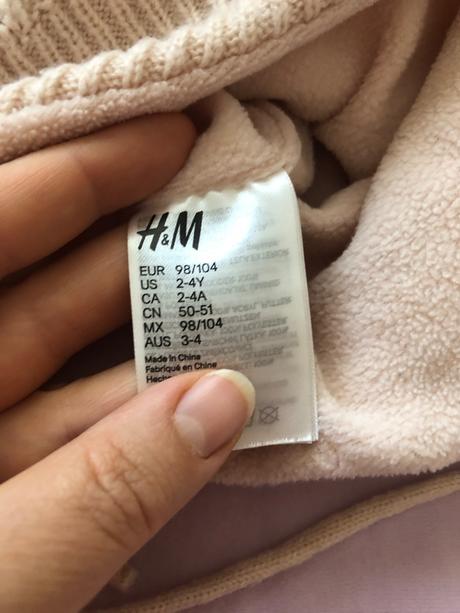 H&M
EUR 98/104
US 2-4Y
CA 2-4A
CN 50-51
MX 98/104
AUS 3-4
Made in China
Fabriqué en China